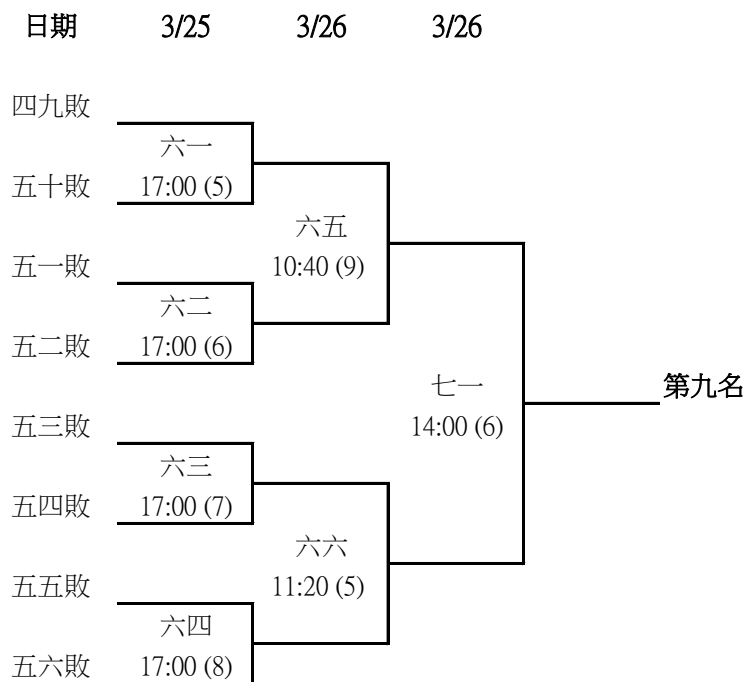 日期 3/25 3/26 3/26
四九敗
六一
五十敗 17:00 (5)
六五
五一敗 10:40 (9)
六二
五二敗 17:00 (6)
七一 第九名
五三敗 14:00 (6)
六三
五四敗 17:00 (7)
六六
五五敗 11:20 (5)
六四
五六敗 17:00 (8)